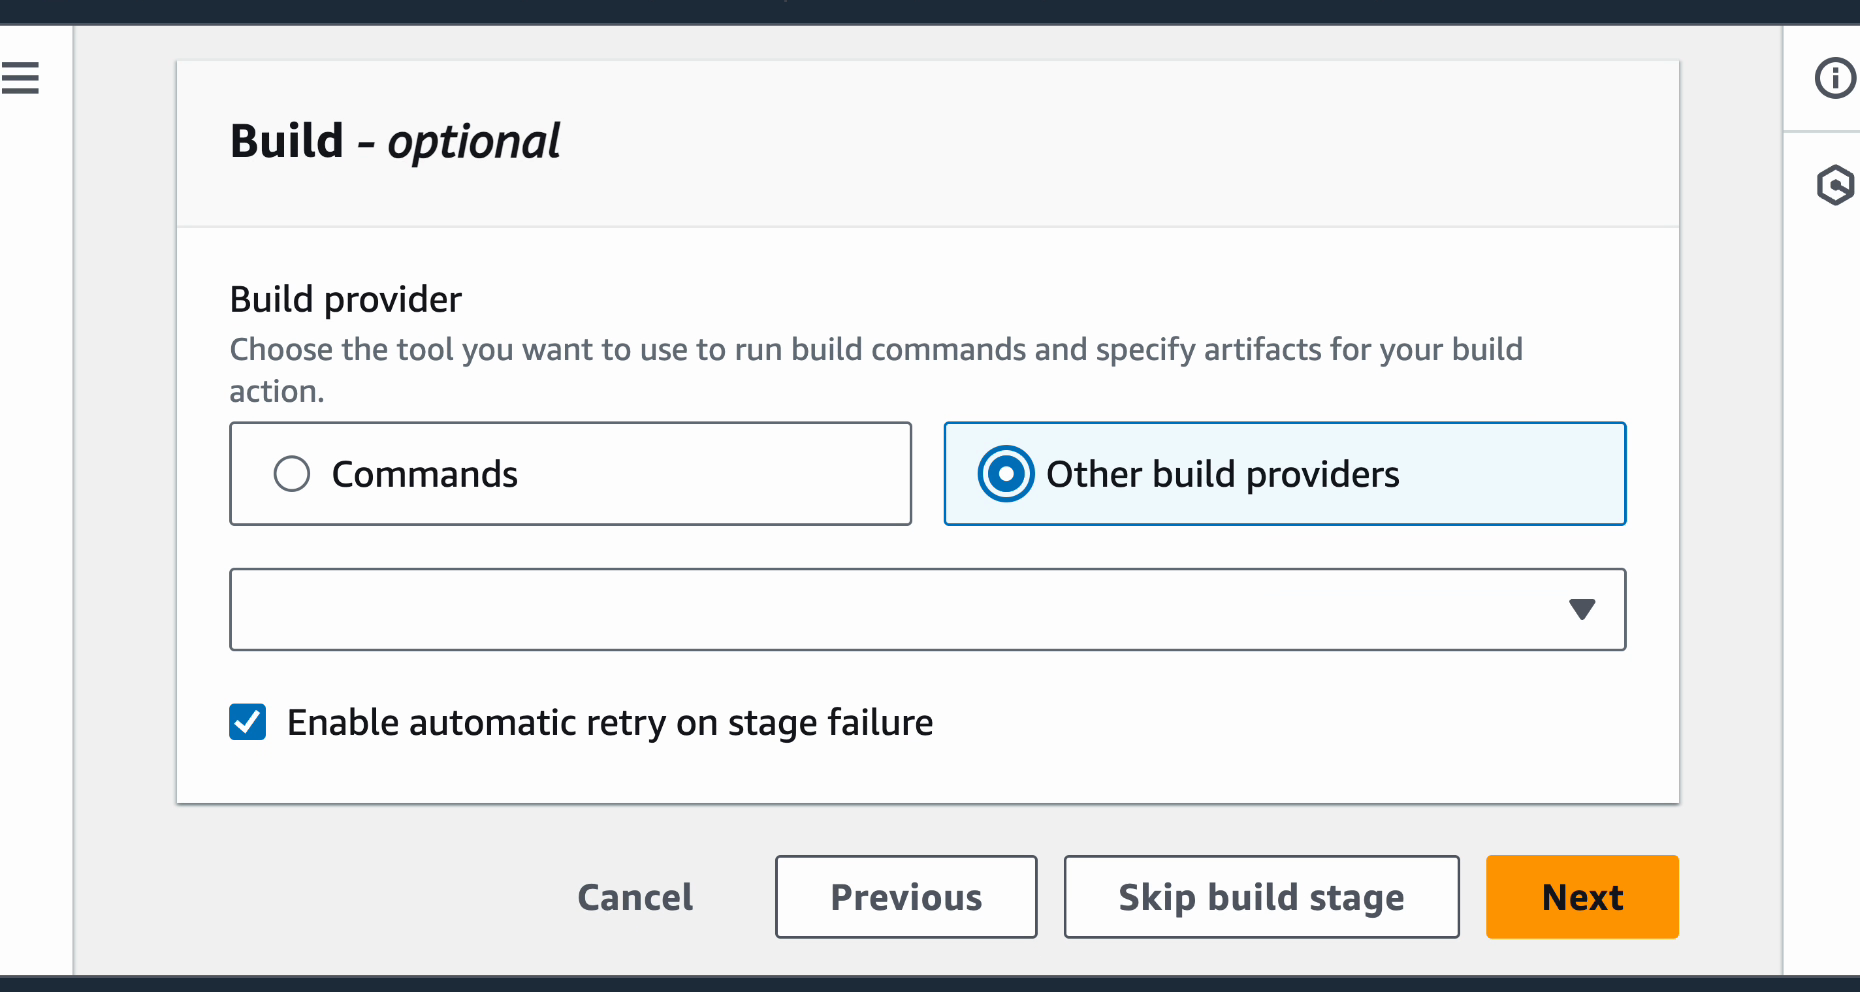 Build - optional
Build provider
Choose the tool you want to use to run build commands and specify artifacts for your build
action.
Commands
Other build providers
Enable automatic retry on stage failure
Cancel
Previous
Skip build stage
Next